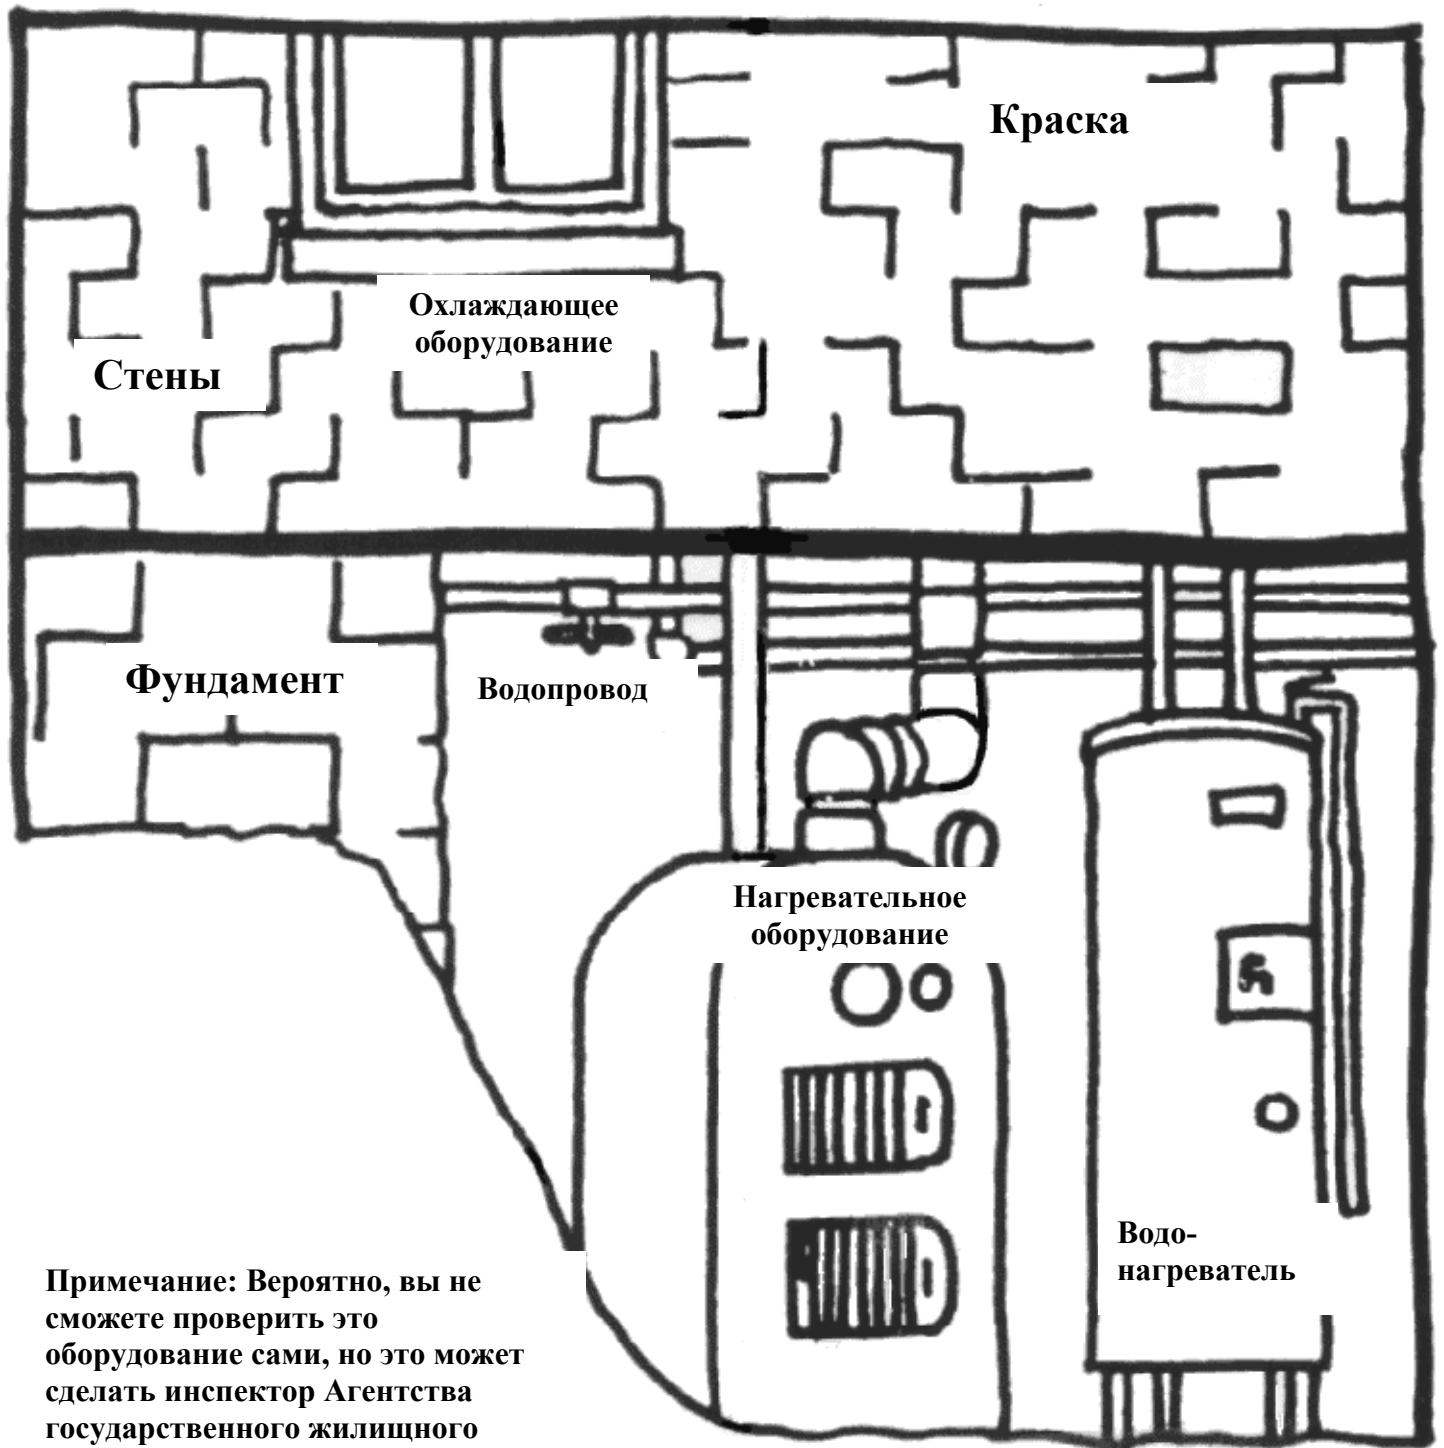 Краска
Охлаждающее
оборудование
Стены
Фундамент
Водопровод
Нагревательное
оборудование
Водо-
нагреватель
Примечание: Вероятно, вы не
сможете проверить это
оборудование сами, но это может
сделать инспектор Агентства
государственного жилищного